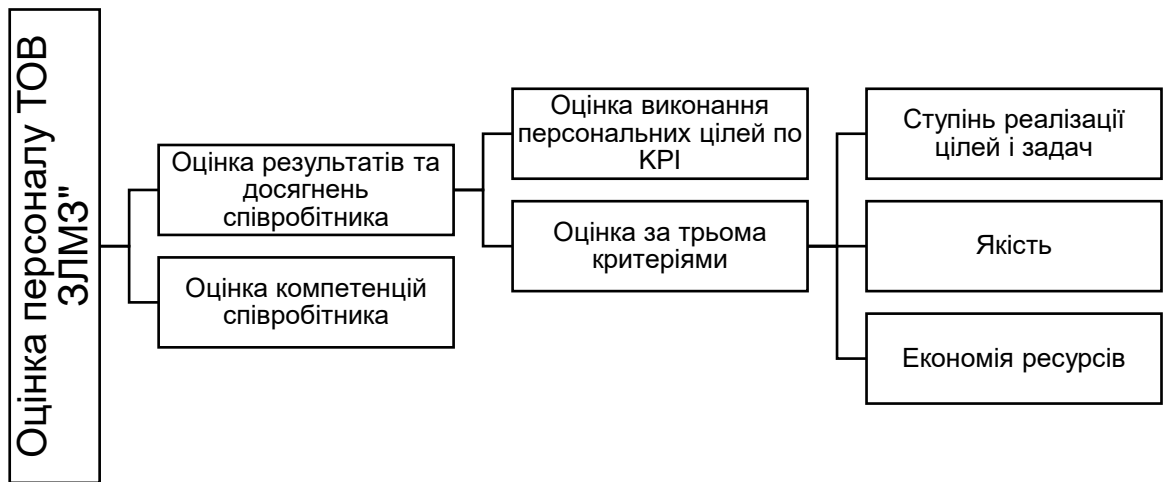 Оцінка персоналу ТОВ
ЗЛМЗ"
Оцінка результатів та
досягнень
співробітника
Оцінка компетенцій
співробітника
Оцінка виконання
персональних цілей по
KPI
Оцінка за трьома
критеріями
Ступінь реалізації
цілей і задач
Якість
Економія ресурсів